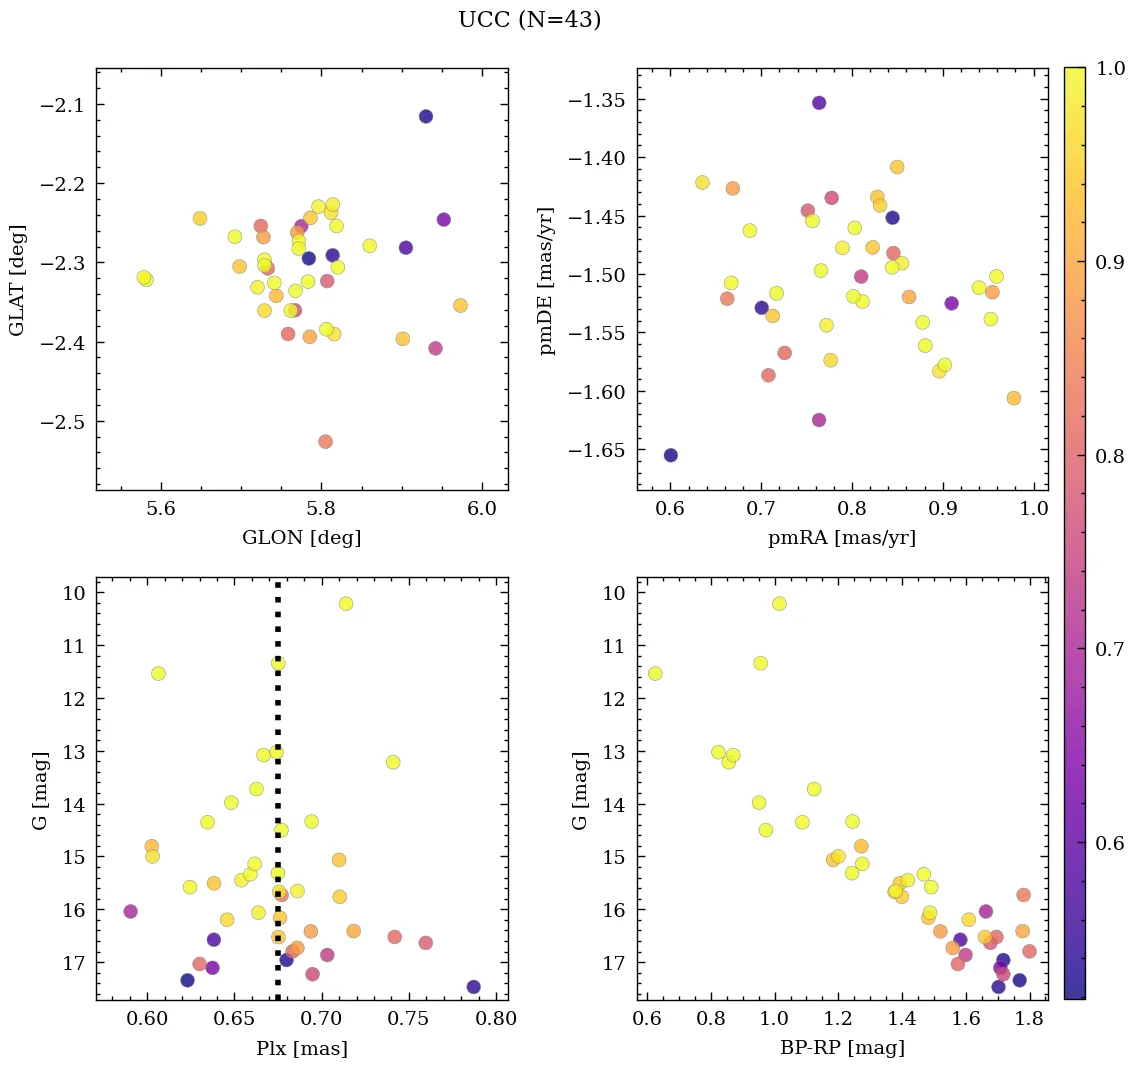 UCC (N=43)
−2.1
−2.2
−2.3
−2.4
−2.5
GLAT [deg]
5.6 5.8 6.0
GLON [deg]
−1.35
−1.40
−1.45
−1.50
−1.55
−1.60
−1.65
pmDE [mas/yr]
0.6 0.7 0.8 0.9 1.0
pmRA [mas/yr]
1.0
0.9
0.8
0.7
0.6
10
11
12
13
14
15
16
17
G [mag]
0.60 0.65 0.70 0.75 0.80
Plx [mas]
10
11
12
13
14
15
16
17
G [mag]
0.6 0.8 1.0 1.2 1.4 1.6 1.8
BP-RP [mag]